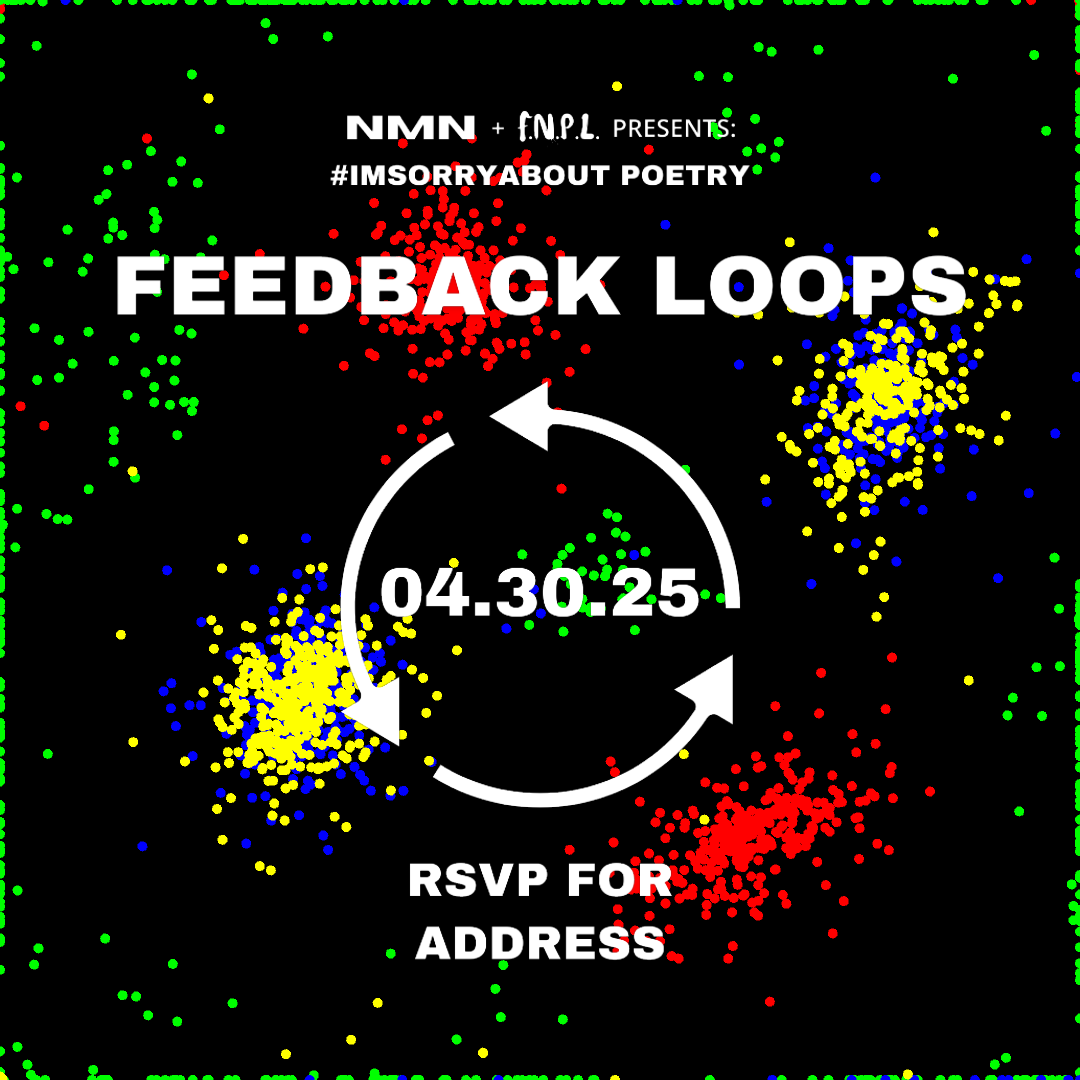 NMN + F.N.P.L. PRESENTS:
#IMSORRYABOUT POETRY
FEEDBACK LOOPS
04.30.25
RSVP FOR
ADDRESS